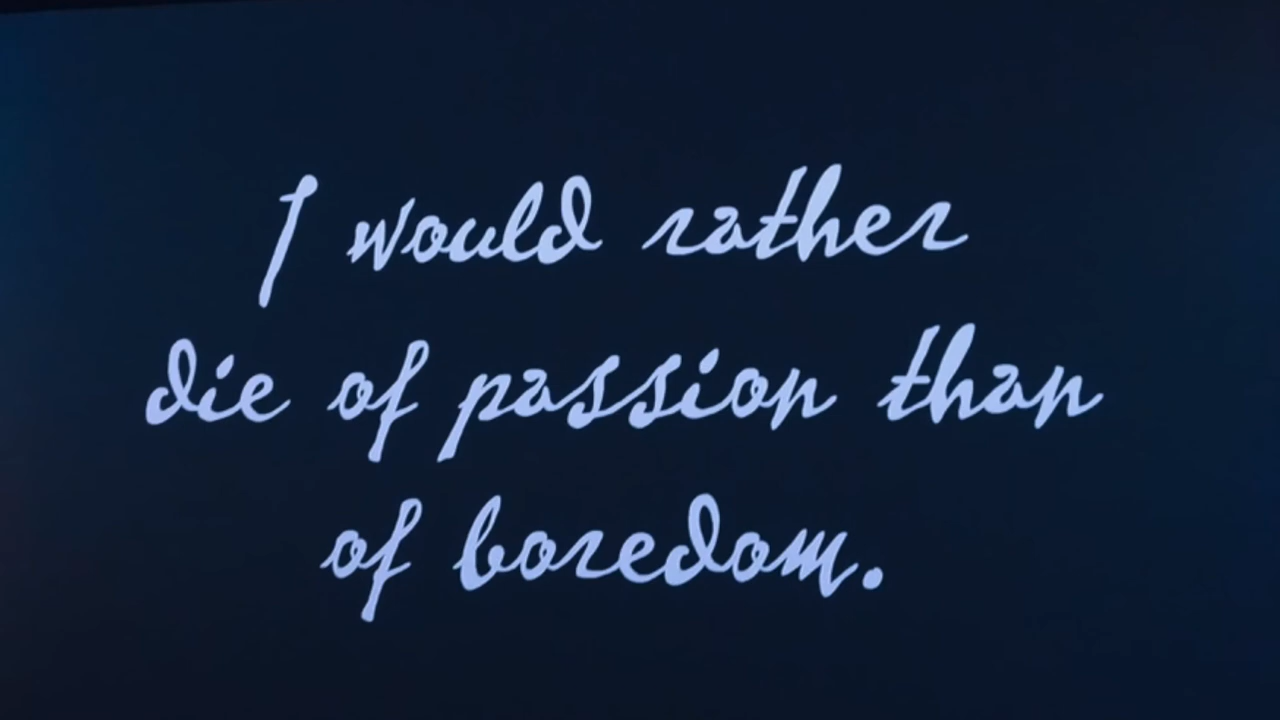 I would rather
die of passion than
of boredom.